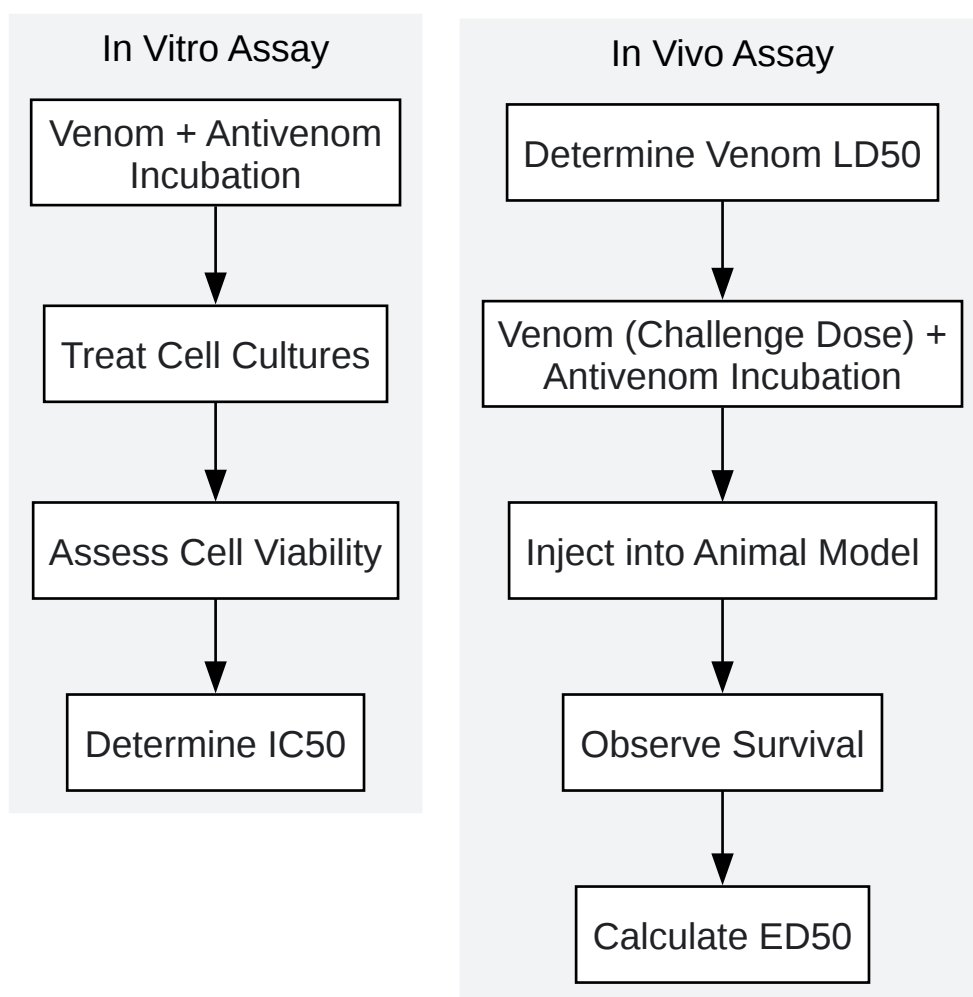 In Vitro Assay
Venom + Antivenom
Incubation
Treat Cell Cultures
Assess Cell Viability
Determine IC50
In Vivo Assay
Determine Venom LD50
Venom (Challenge Dose) +
Antivenom Incubation
Inject into Animal Model
Observe Survival
Calculate ED50